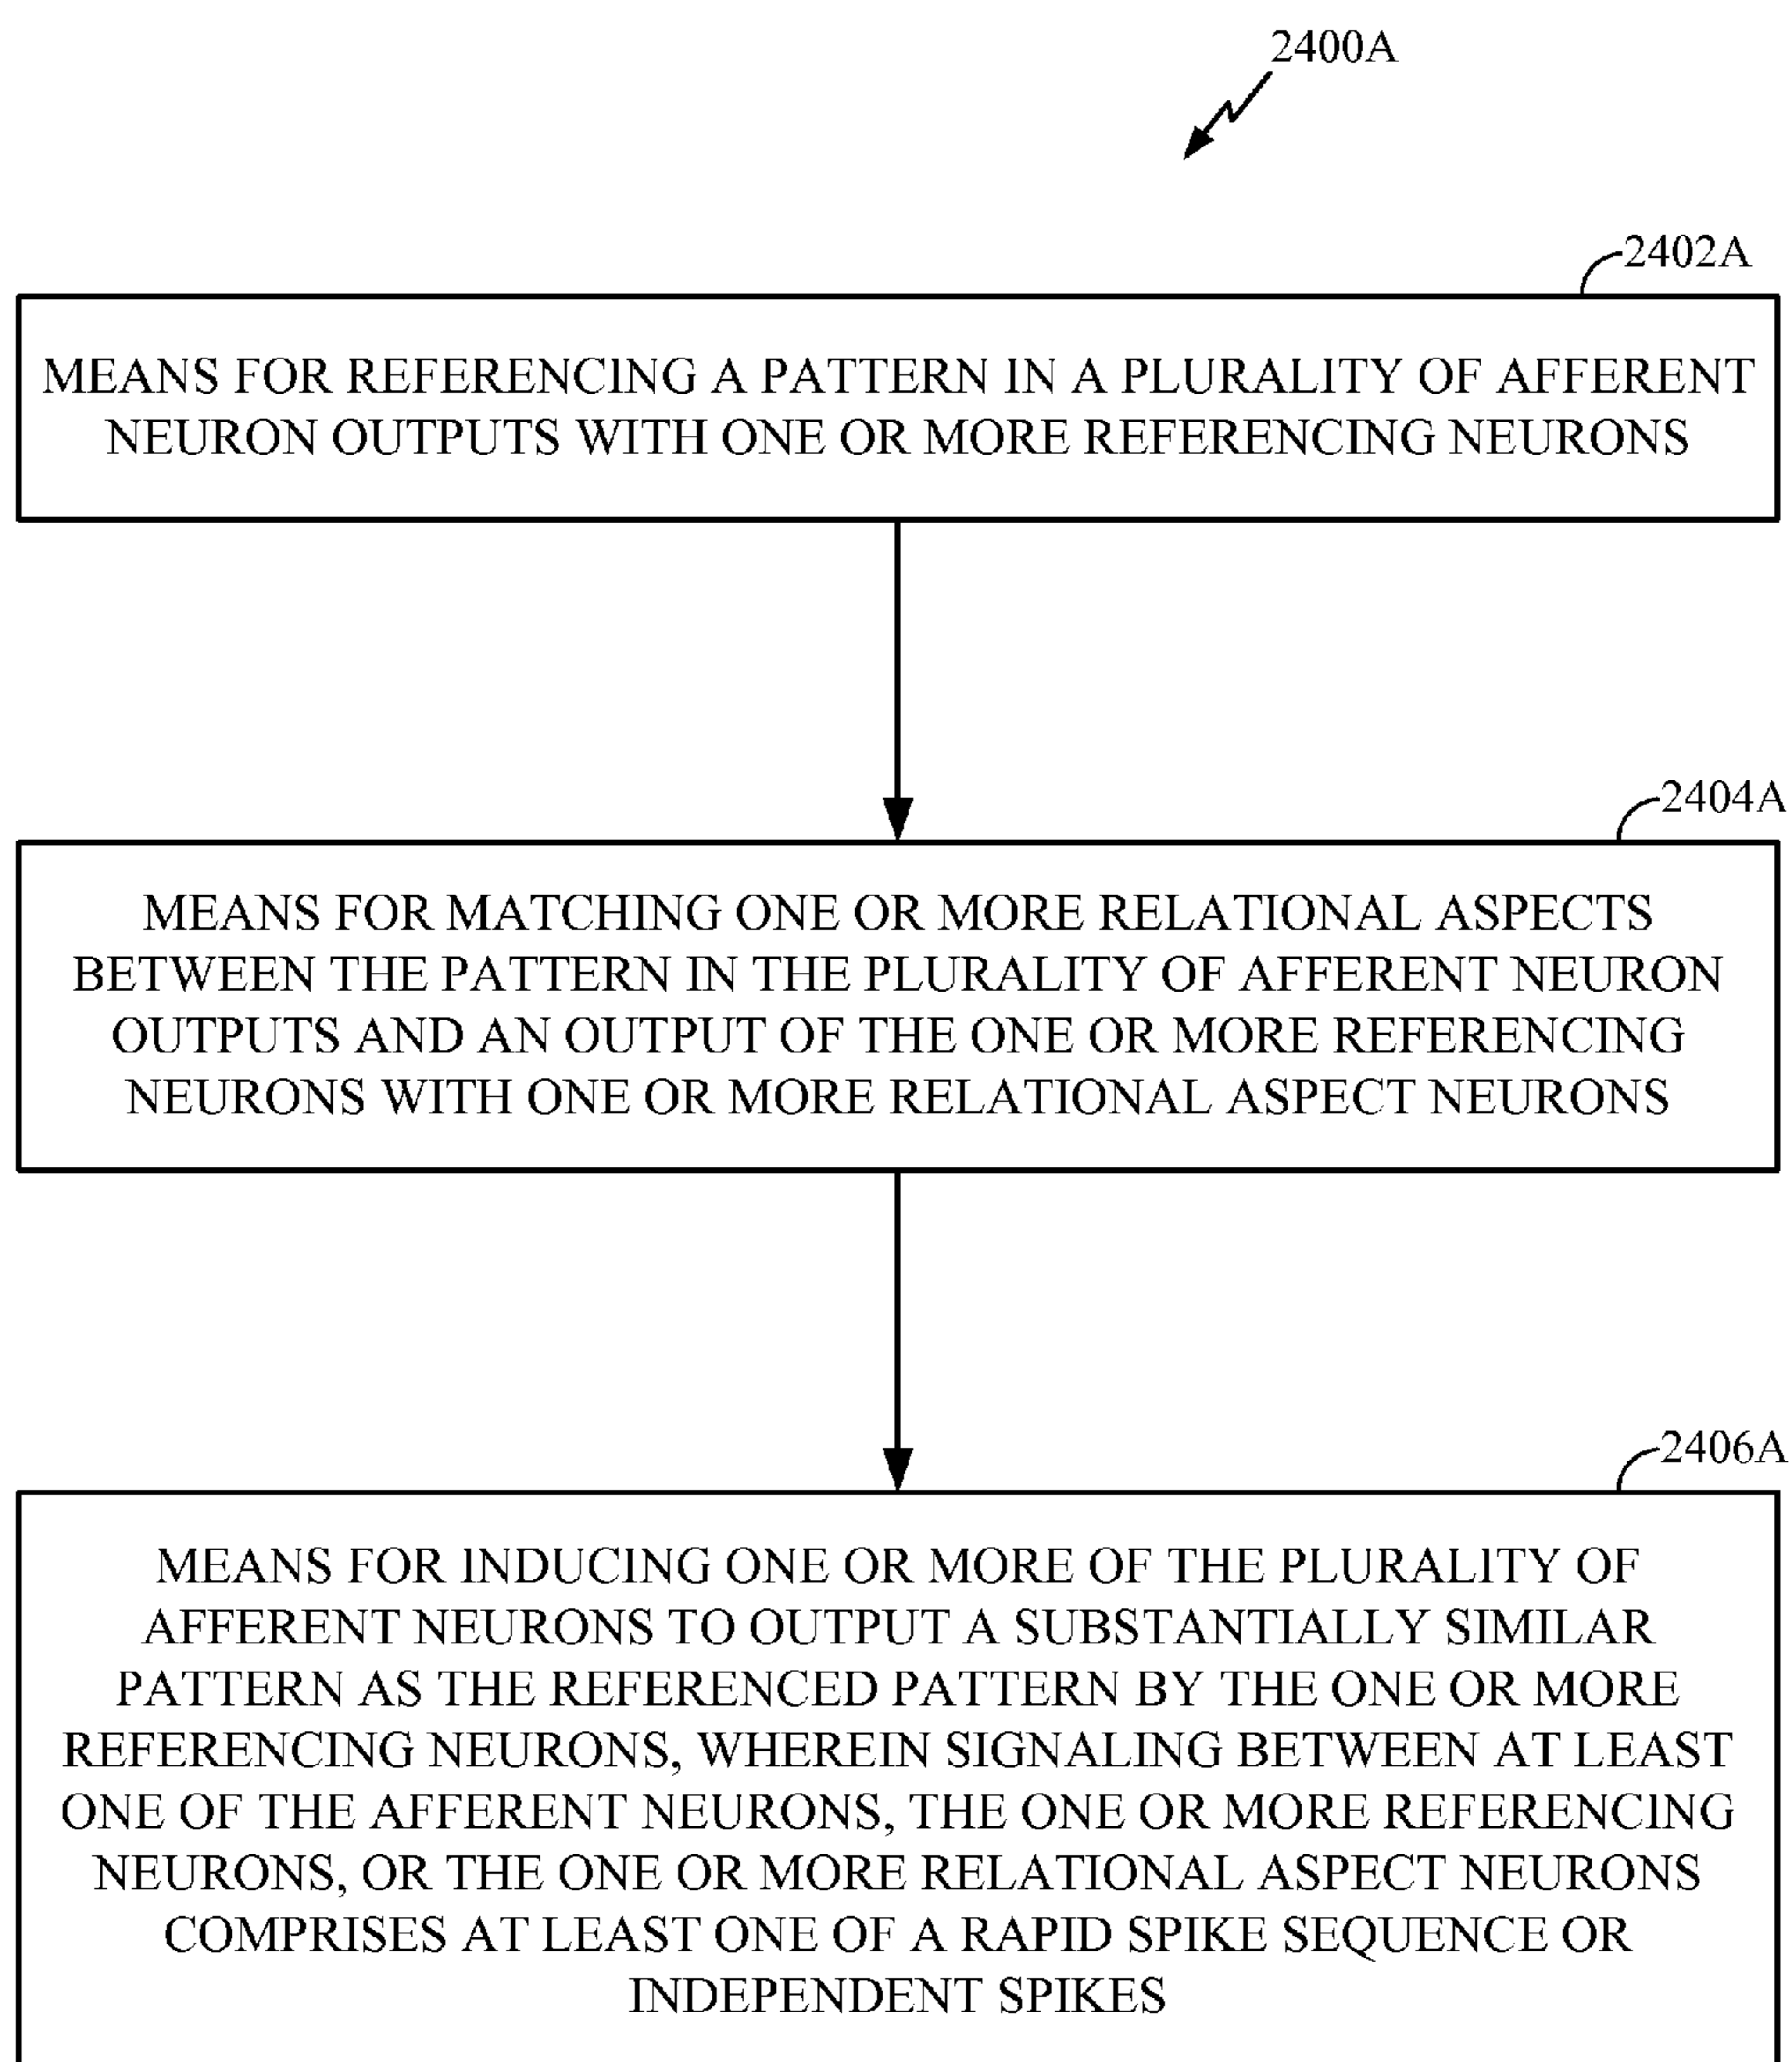 2400A
2402A
MEANS FOR REFERENCING A PATTERN IN A PLURALITY OF AFFERENT
NEURON OUTPUTS WITH ONE OR MORE REFERENCING NEURONS
2404A
MEANS FOR MATCHING ONE OR MORE RELATIONAL ASPECTS
BETWEEN THE PATTERN IN THE PLURALITY OF AFFERENT NEURON
OUTPUTS AND AN OUTPUT OF THE ONE OR MORE REFERENCING
NEURONS WITH ONE OR MORE RELATIONAL ASPECT NEURONS
2406A
MEANS FOR INDUCING ONE OR MORE OF THE PLURALITY OF
AFFERENT NEURONS TO OUTPUT A SUBSTANTIALLY SIMILAR
PATTERN AS THE REFERENCED PATTERN BY THE ONE OR MORE
REFERENCING NEURONS, WHEREIN SIGNALING BETWEEN AT LEAST
ONE OF THE AFFERENT NEURONS, THE ONE OR MORE REFERENCING
NEURONS, OR THE ONE OR MORE RELATIONAL ASPECT NEURONS
COMPRISES AT LEAST ONE OF A RAPID SPIKE SEQUENCE OR
INDEPENDENT SPIKES